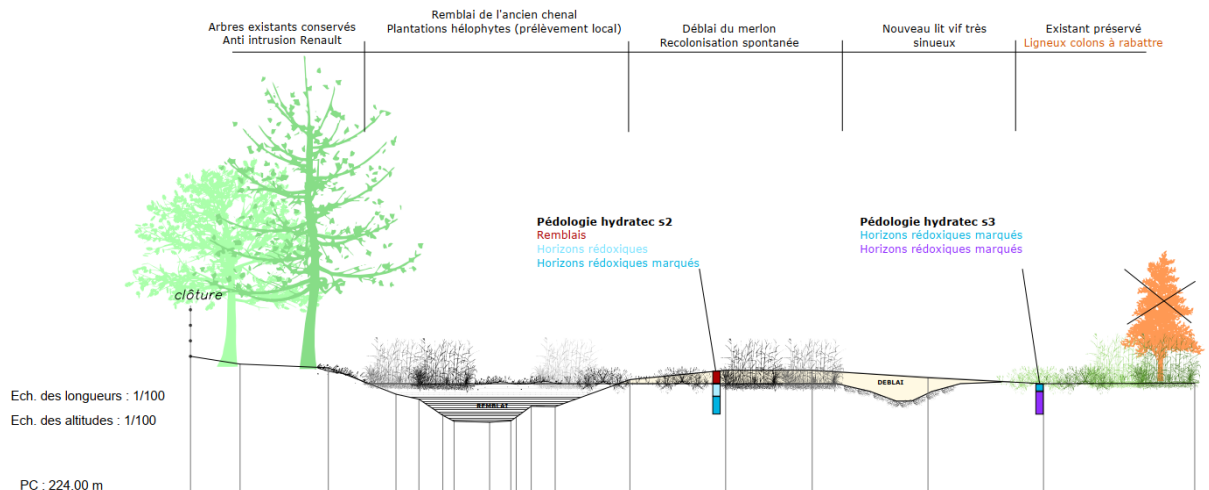 Arbres existants conservés
Anti intrusion Renault
Remblai de l'ancien chenal
Plantations hélophytes (prélèvement local)
Déblai du merlon
Recolonisation spontanée
Nouveau lit vif très
sinueux
Existant préservé
Ligneux colons à rabattre
Pédologie hydratec s2
Remblais
Horizons rédoxiques
Horizons rédoxiques marqués
Pédologie hydratec s3
Horizons rédoxiques marqués
Horizons rédoxiques marqués
clôture
REMBLAI
DEBLAI
Ech. des longueurs : 1/100
Ech. des altitudes : 1/100
PC : 224.00 m